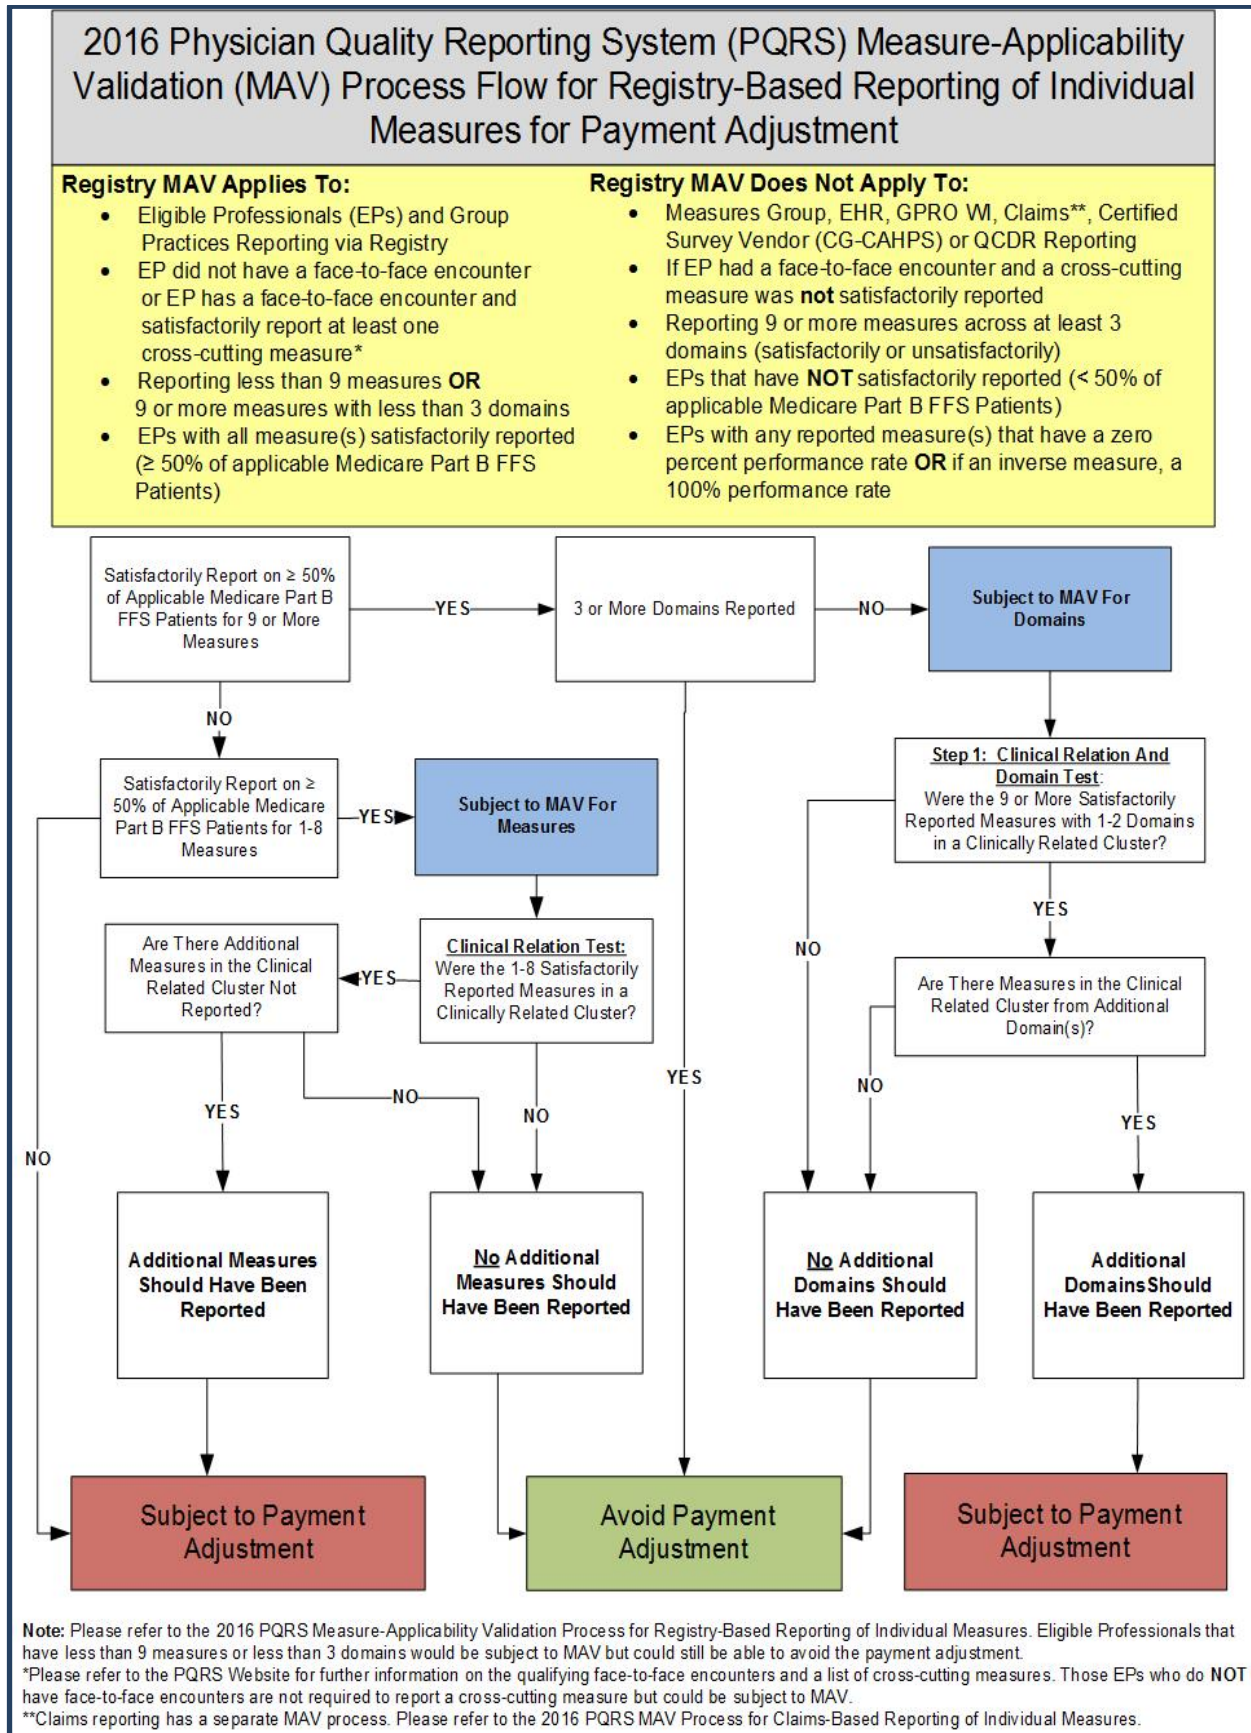 2016 Physician Quality Reporting System (PQRS) Measure-Applicability
Validation (MAV) Process Flow for Registry-Based Reporting of Individual
Measures for Payment Adjustment
Registry MAV Applies To:
• Eligible Professionals (EPs) and Group
Practices Reporting via Registry
• EP did not have a face-to-face encounter
or EP has a face-to-face encounter and
satisfactorily report at least one
cross-cutting measure*
• Reporting less than 9 measures OR
9 or more measures with less than 3 domains
• EPs with all measure(s) satisfactorily reported
(≥ 50% of applicable Medicare Part B FFS
Patients)
Registry MAV Does Not Apply To:
• Measures Group, EHR, GPRO WI, Claims**, Certified
Survey Vendor (CG-CAHPS) or QCDR Reporting
• If EP had a face-to-face encounter and a cross-cutting
measure was not satisfactorily reported
• Reporting 9 or more measures across at least 3
domains (satisfactorily or unsatisfactorily)
• EPs that have NOT satisfactorily reported (< 50% of
applicable Medicare Part B FFS Patients)
• EPs with any reported measure(s) that have a zero
percent performance rate OR if an inverse measure, a
100% performance rate
Satisfactorily Report on ≥ 50%
of Applicable Medicare Part B
FFS Patients for 9 or More
Measures
YES
3 or More Domains Reported
NO
Subject to MAV For
Domains
NO
Satisfactorily Report on ≥
50% of Applicable Medicare
Part B FFS Patients for 1-8
Measures
YES
Subject to MAV For
Measures
Step 1: Clinical Relation And
Domain Test:
Were the 9 or More Satisfactorily
Reported Measures with 1-2 Domains
in a Clinically Related Cluster?
YES
NO
Are There Additional
Measures in the Clinical
Related Cluster Not
Reported?
YES
Clinical Relation Test:
Were the 1-8 Satisfactorily
Reported Measures in a
Clinically Related Cluster?
Are There Measures in the Clinical
Related Cluster from Additional
Domain(s)?
YES
NO
NO
YES
NO
YES
NO
Additional Measures
Should Have Been
Reported
No Additional
Measures Should
Have Been Reported
No Additional
Domains Should
Have Been Reported
Additional
DomainsShould
Have Been Reported
Subject to Payment
Adjustment
Avoid Payment
Adjustment
Subject to Payment
Adjustment
Note: Please refer to the 2016 PQRS Measure-Applicability Validation Process for Registry-Based Reporting of Individual Measures. Eligible Professionals that
have less than 9 measures or less than 3 domains would be subject to MAV but could still be able to avoid the payment adjustment.
*Please refer to the PQRS Website for further information on the qualifying face-to-face encounters and a list of cross-cutting measures. Those EPs who do NOT
have face-to-face encounters are not required to report a cross-cutting measure but could be subject to MAV.
**Claims reporting has a separate MAV process. Please refer to the 2016 PQRS MAV Process for Claims-Based Reporting of Individual Measures.